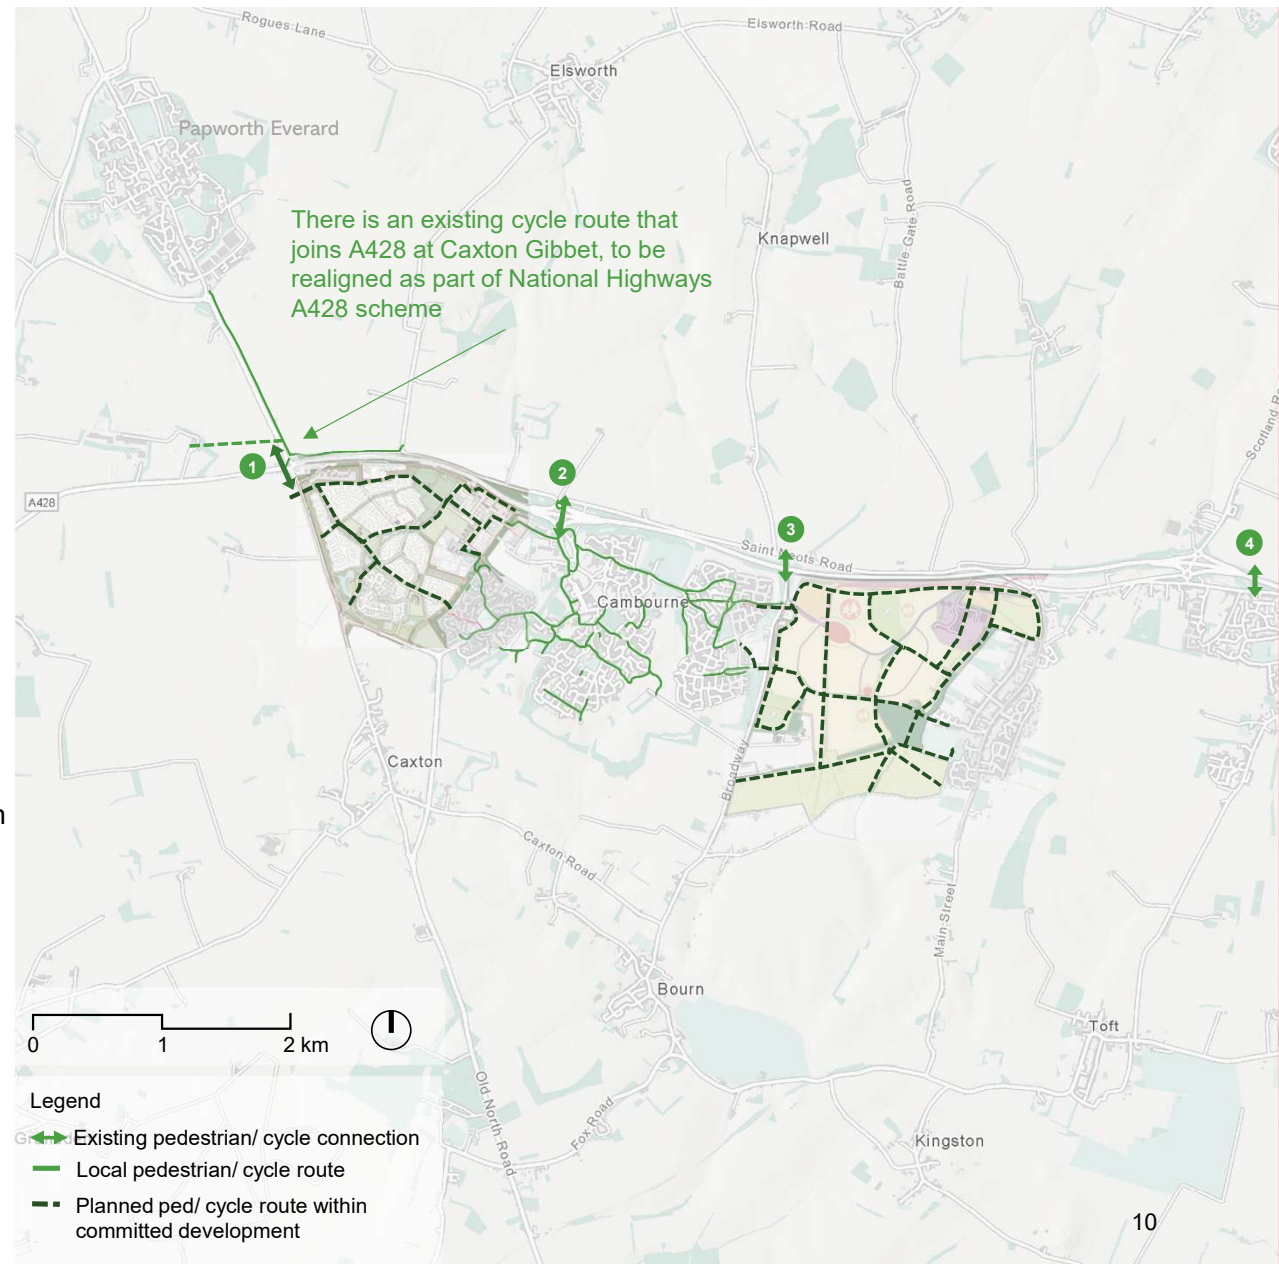 Rogues Lane
Elsworth Road
Elsworth
Papworth Everard
There is an existing cycle route that
joins A428 at Caxton Gibbet, to be
realigned as part of National Highways
A428 scheme
Knapwell
Battle Gate Road
1
2
A428
3
Saint Neots Road
4
Cambourne
Caxton
Broadway
Caxton Road
Main Street
Bourn
Toft
0
1
2 km
Old North Road
Fox Road
Kingston
Legend
Existing pedestrian/ cycle connection
Local pedestrian/ cycle route
Planned ped/ cycle route within
committed development
10